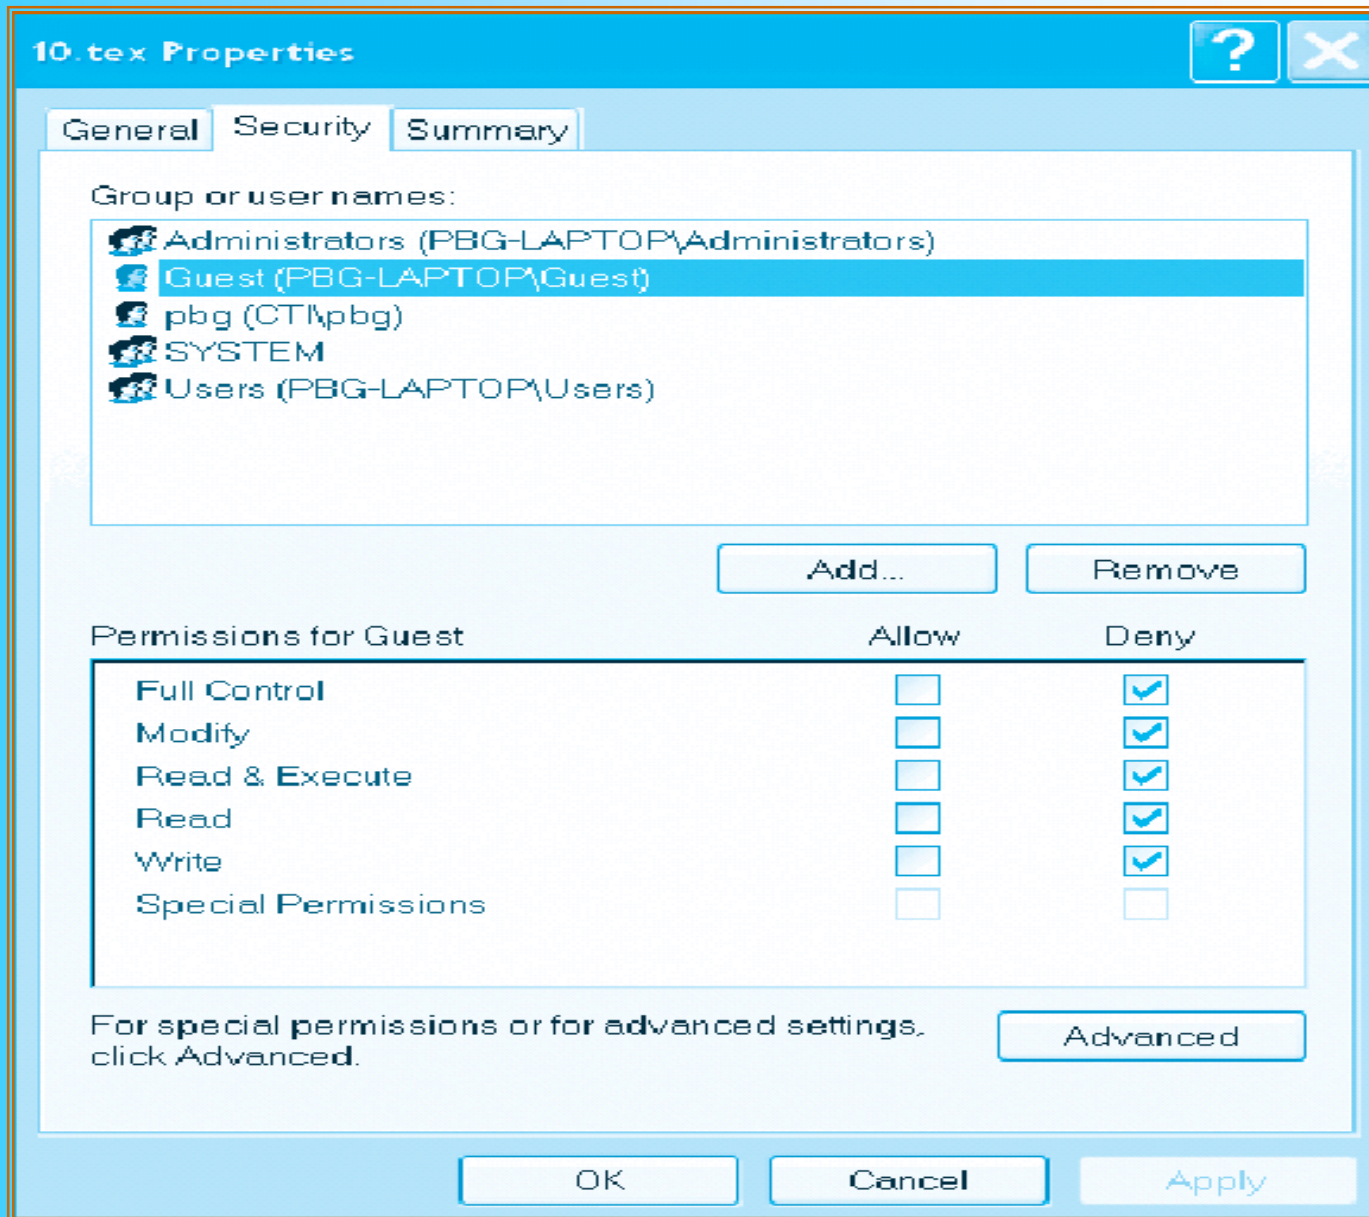 10.tex Properties
?
General Security Summary
Group or user names:
Administrators (PBG-LAPTOP\Administrators)
Guest (PBG-LAPTOP\Guest)
pbg (CTI\pbg)
SYSTEM
Users (PBG-LAPTOP\Users)
Add... Remove
Permissions for Guest Allow Deny
Full Control
Modify
Read & Execute
Read
Write
Special Permissions
For special permissions or for advanced settings,
click Advanced.
Advanced
OK Cancel Apply